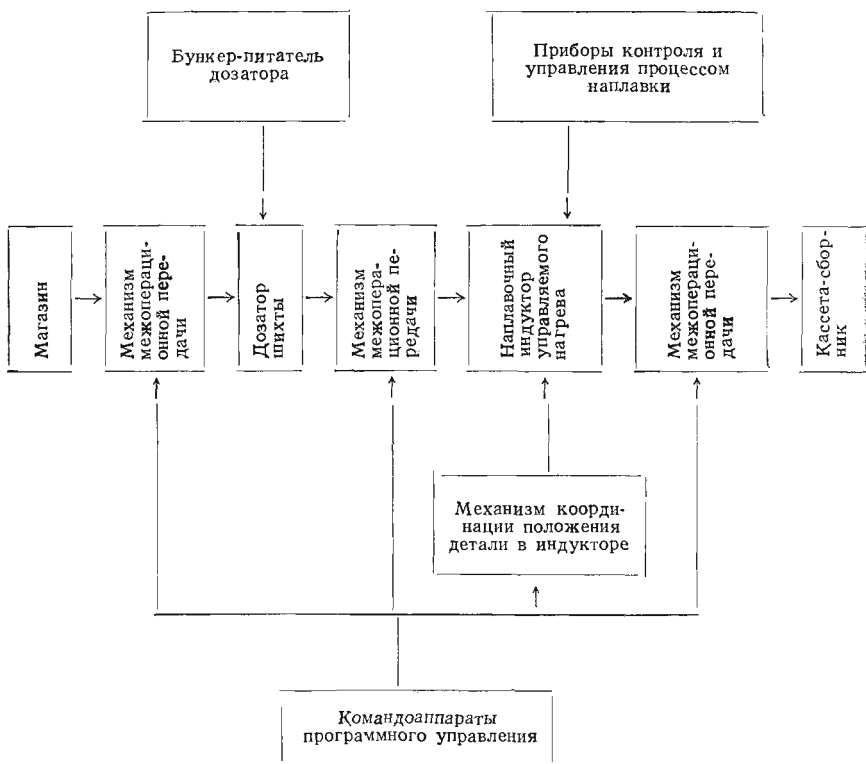 Бункер-питатель
дозатора
Приборы контроля и
управления процессом
наплавки
Магазин
Механизм
межопераци-
онной пере-
дачи
Дозатор
шихты
Механизм
межопера-
ционной пе-
редачи
Наплавочный
индуктор
управляемого
нагрева
Механизм
межопераци-
онной пере-
дачи
Кассета-сбор-
ник
Механизм коорди-
нации положения
детали в индукторе
Командоаппараты
программного управления